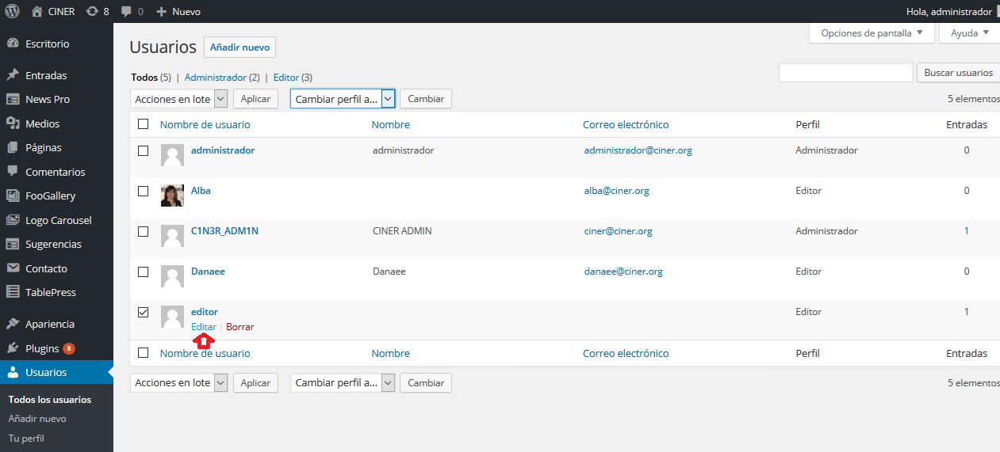 CINER 8 0 Nuevo Hola, administrador
Opciones de pantalla Ayuda
Escritorio
Entradas
News Pro
Medios
Páginas
Comentarios
FooGallery
Logo Carousel
Sugerencias
Contacto
TablePress
Apariencia
Plugins 8
Usuarios
Todos los usuarios
Añadir nuevo
Tu perfil
Usuarios Añadir nuevo
Todos (5) | Administrador (2) | Editor (3)
Buscar usuarios
Acciones en lote Aplicar Cambiar perfil a... Cambiar 5 elementos
Nombre de usuario Nombre Correo electrónico Perfil Entradas
administrador administrador administrador@ciner.org Administrador 0
Alba alba@ciner.org Editor 0
C1N3R_ADM1N CINER ADMIN ciner@ciner.org Administrador 1
Danaee Danaee danaee@ciner.org Editor 0
editor Editor 1
Editar | Borrar
Nombre de usuario Nombre Correo electrónico Perfil Entradas
Acciones en lote Aplicar Cambiar perfil a... Cambiar 5 elementos